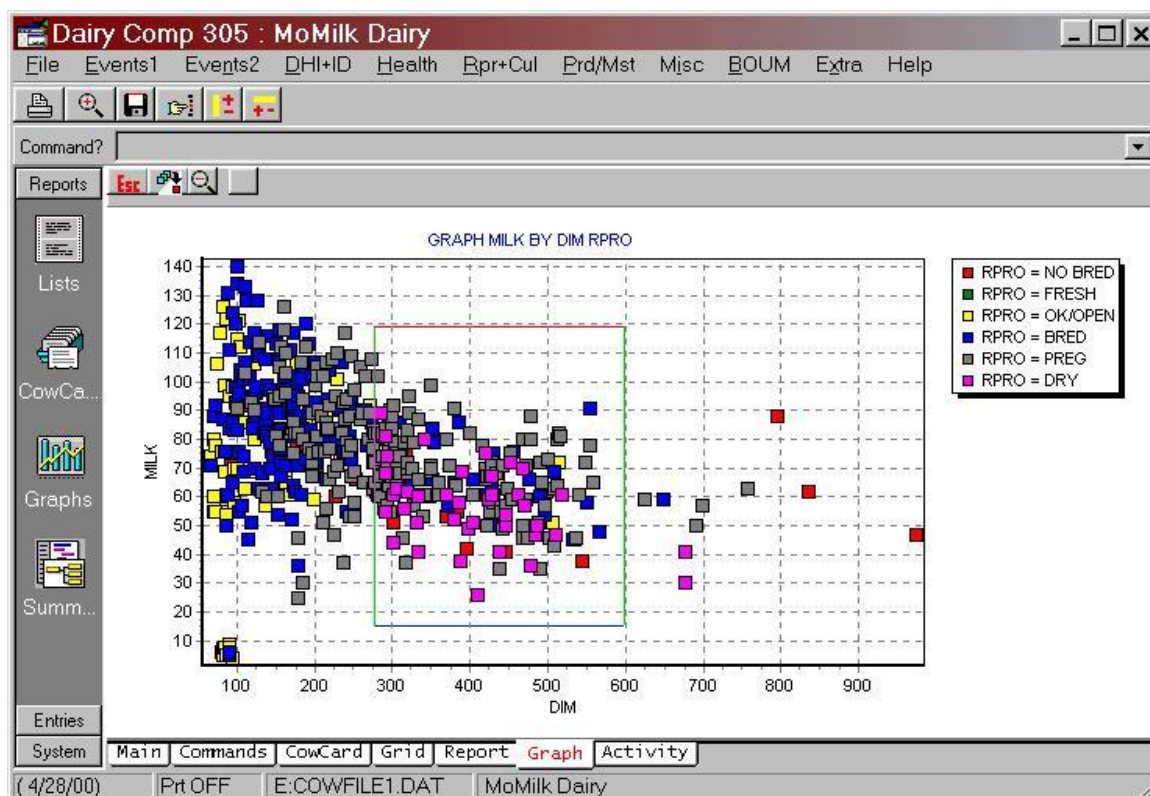 Dairy Comp 305 : MoMilk Dairy
File Events1 Events2 DHI+ID Health Rpr+Cul Prd/Mst Misc BOUM Extra Help
Command?
Reports Esc
Lists
CowCa...
Graphs
Summ...
Entries
System
GRAPH MILK BY DIM RPRO
140
130
120
110
100
90
80
70
60
50
40
30
20
10
MILK
100 200 300 400 500 600 700 800 900
DIM
RPRO = NO BRED
RPRO = FRESH
RPRO = OK/OPEN
RPRO = BRED
RPRO = PREG
RPRO = DRY
Main Commands CowCard Grid Report Graph Activity
( 4/28/00) Prt OFF E:COWFILE1.DAT MoMilk Dairy